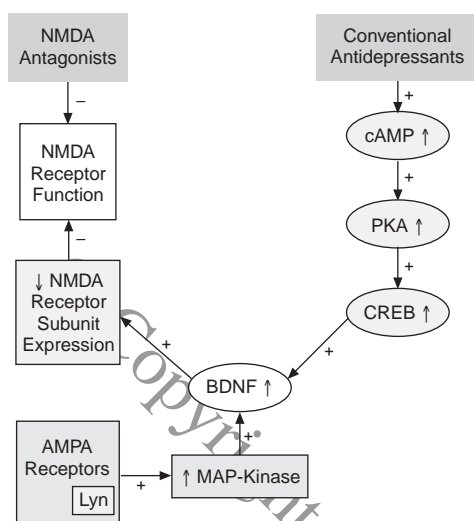 NMDA
Antagonists
Conventional
Antidepressants
–
+
NMDA
Receptor
Function
cAMP ↑
+
–
PKA ↑
+
↓ NMDA
Receptor
Subunit
Expression
CREB ↑
+
+
BDNF ↑
+
AMPA
Receptors
Lyn
+
↑ MAP-Kinase
Copyright